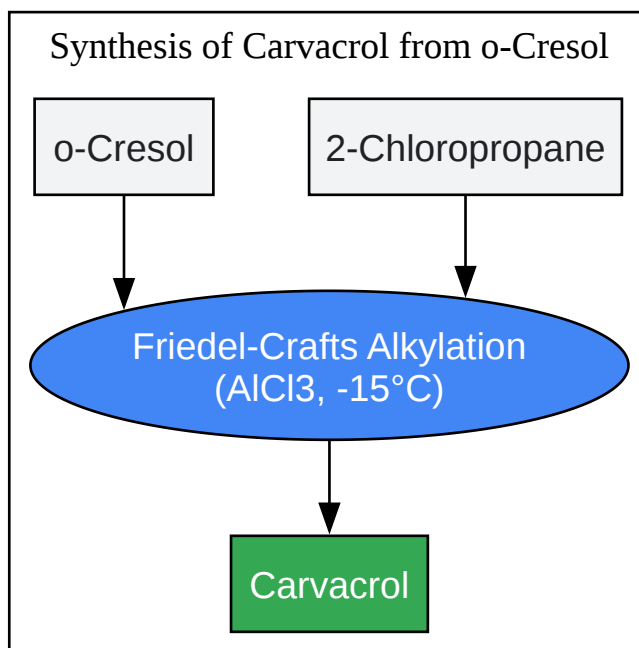 Synthesis of Carvacrol from o-Cresol
o-Cresol
2-Chloropropane
Friedel-Crafts Alkylation
(AlCl3, -15°C)
Carvacrol